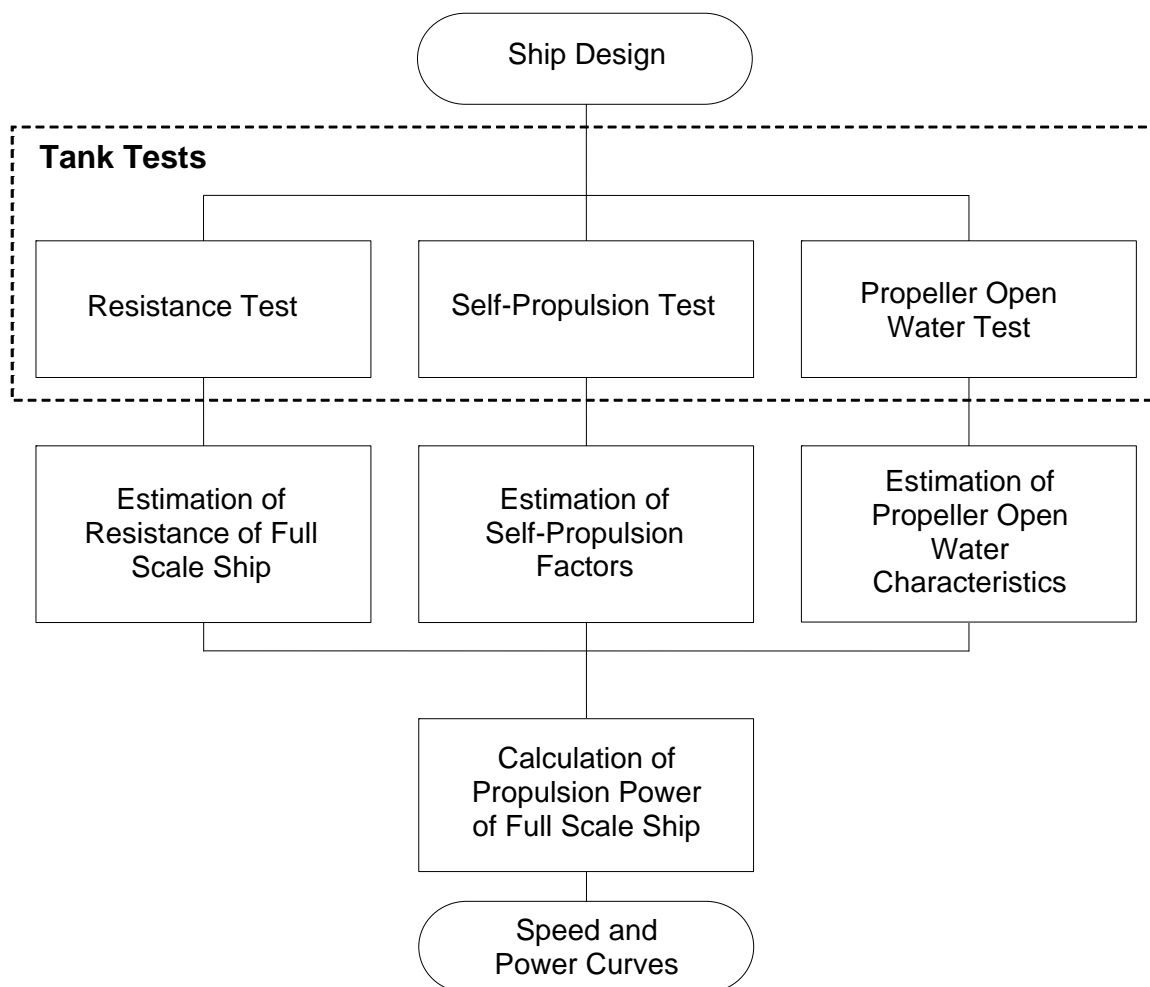 Ship Design
Tank Tests
Resistance Test
Self-Propulsion Test
Propeller Open
Water Test
Estimation of
Resistance of Full
Scale Ship
Estimation of
Self-Propulsion
Factors
Estimation of
Propeller Open
Water
Characteristics
Calculation of
Propulsion Power
of Full Scale Ship
Speed and
Power Curves